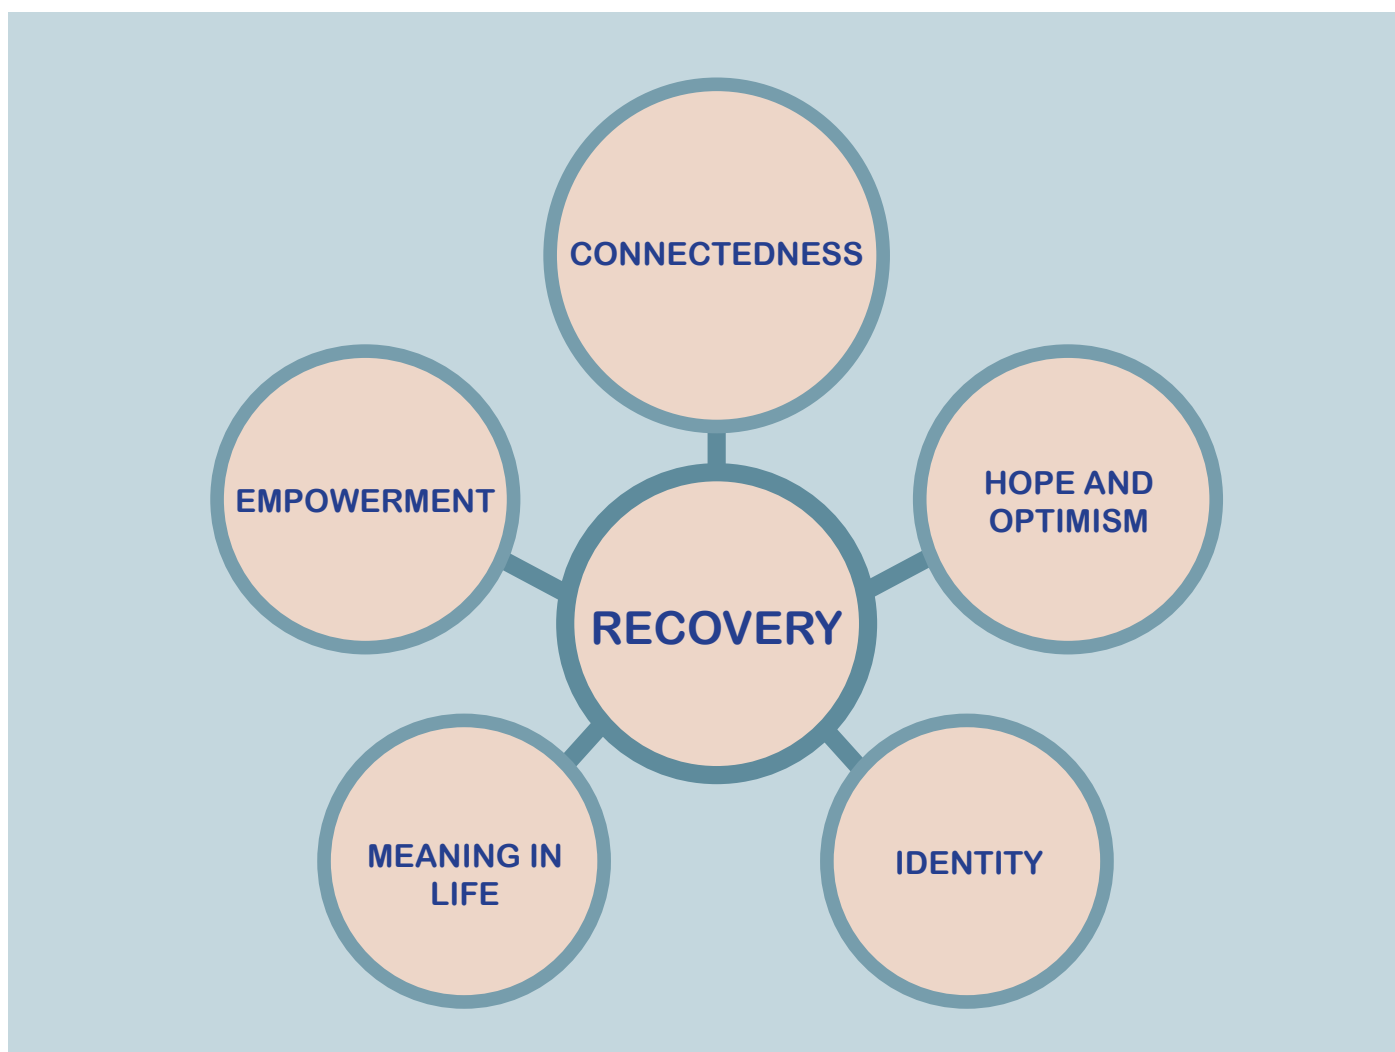 CONNECTEDNESS
EMPOWERMENT
HOPE AND
OPTIMISM
RECOVERY
MEANING IN
LIFE
IDENTITY